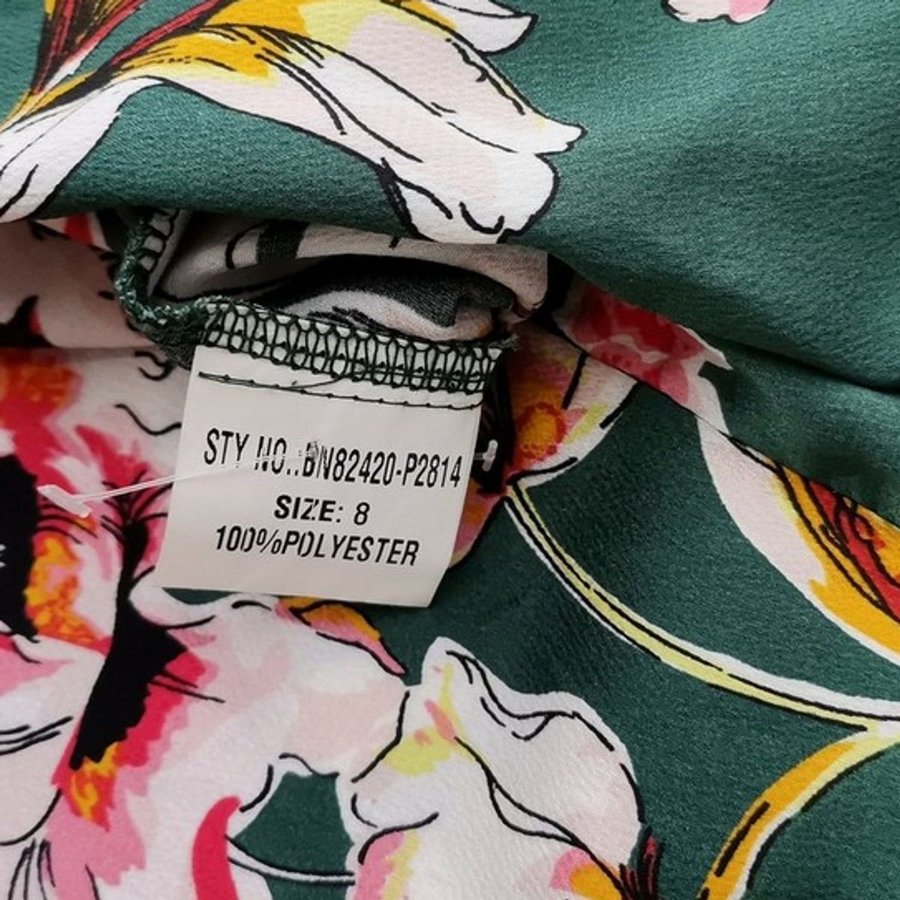 STY NO.:BN82420-P2814
SIZE: 8
100%POLYESTER